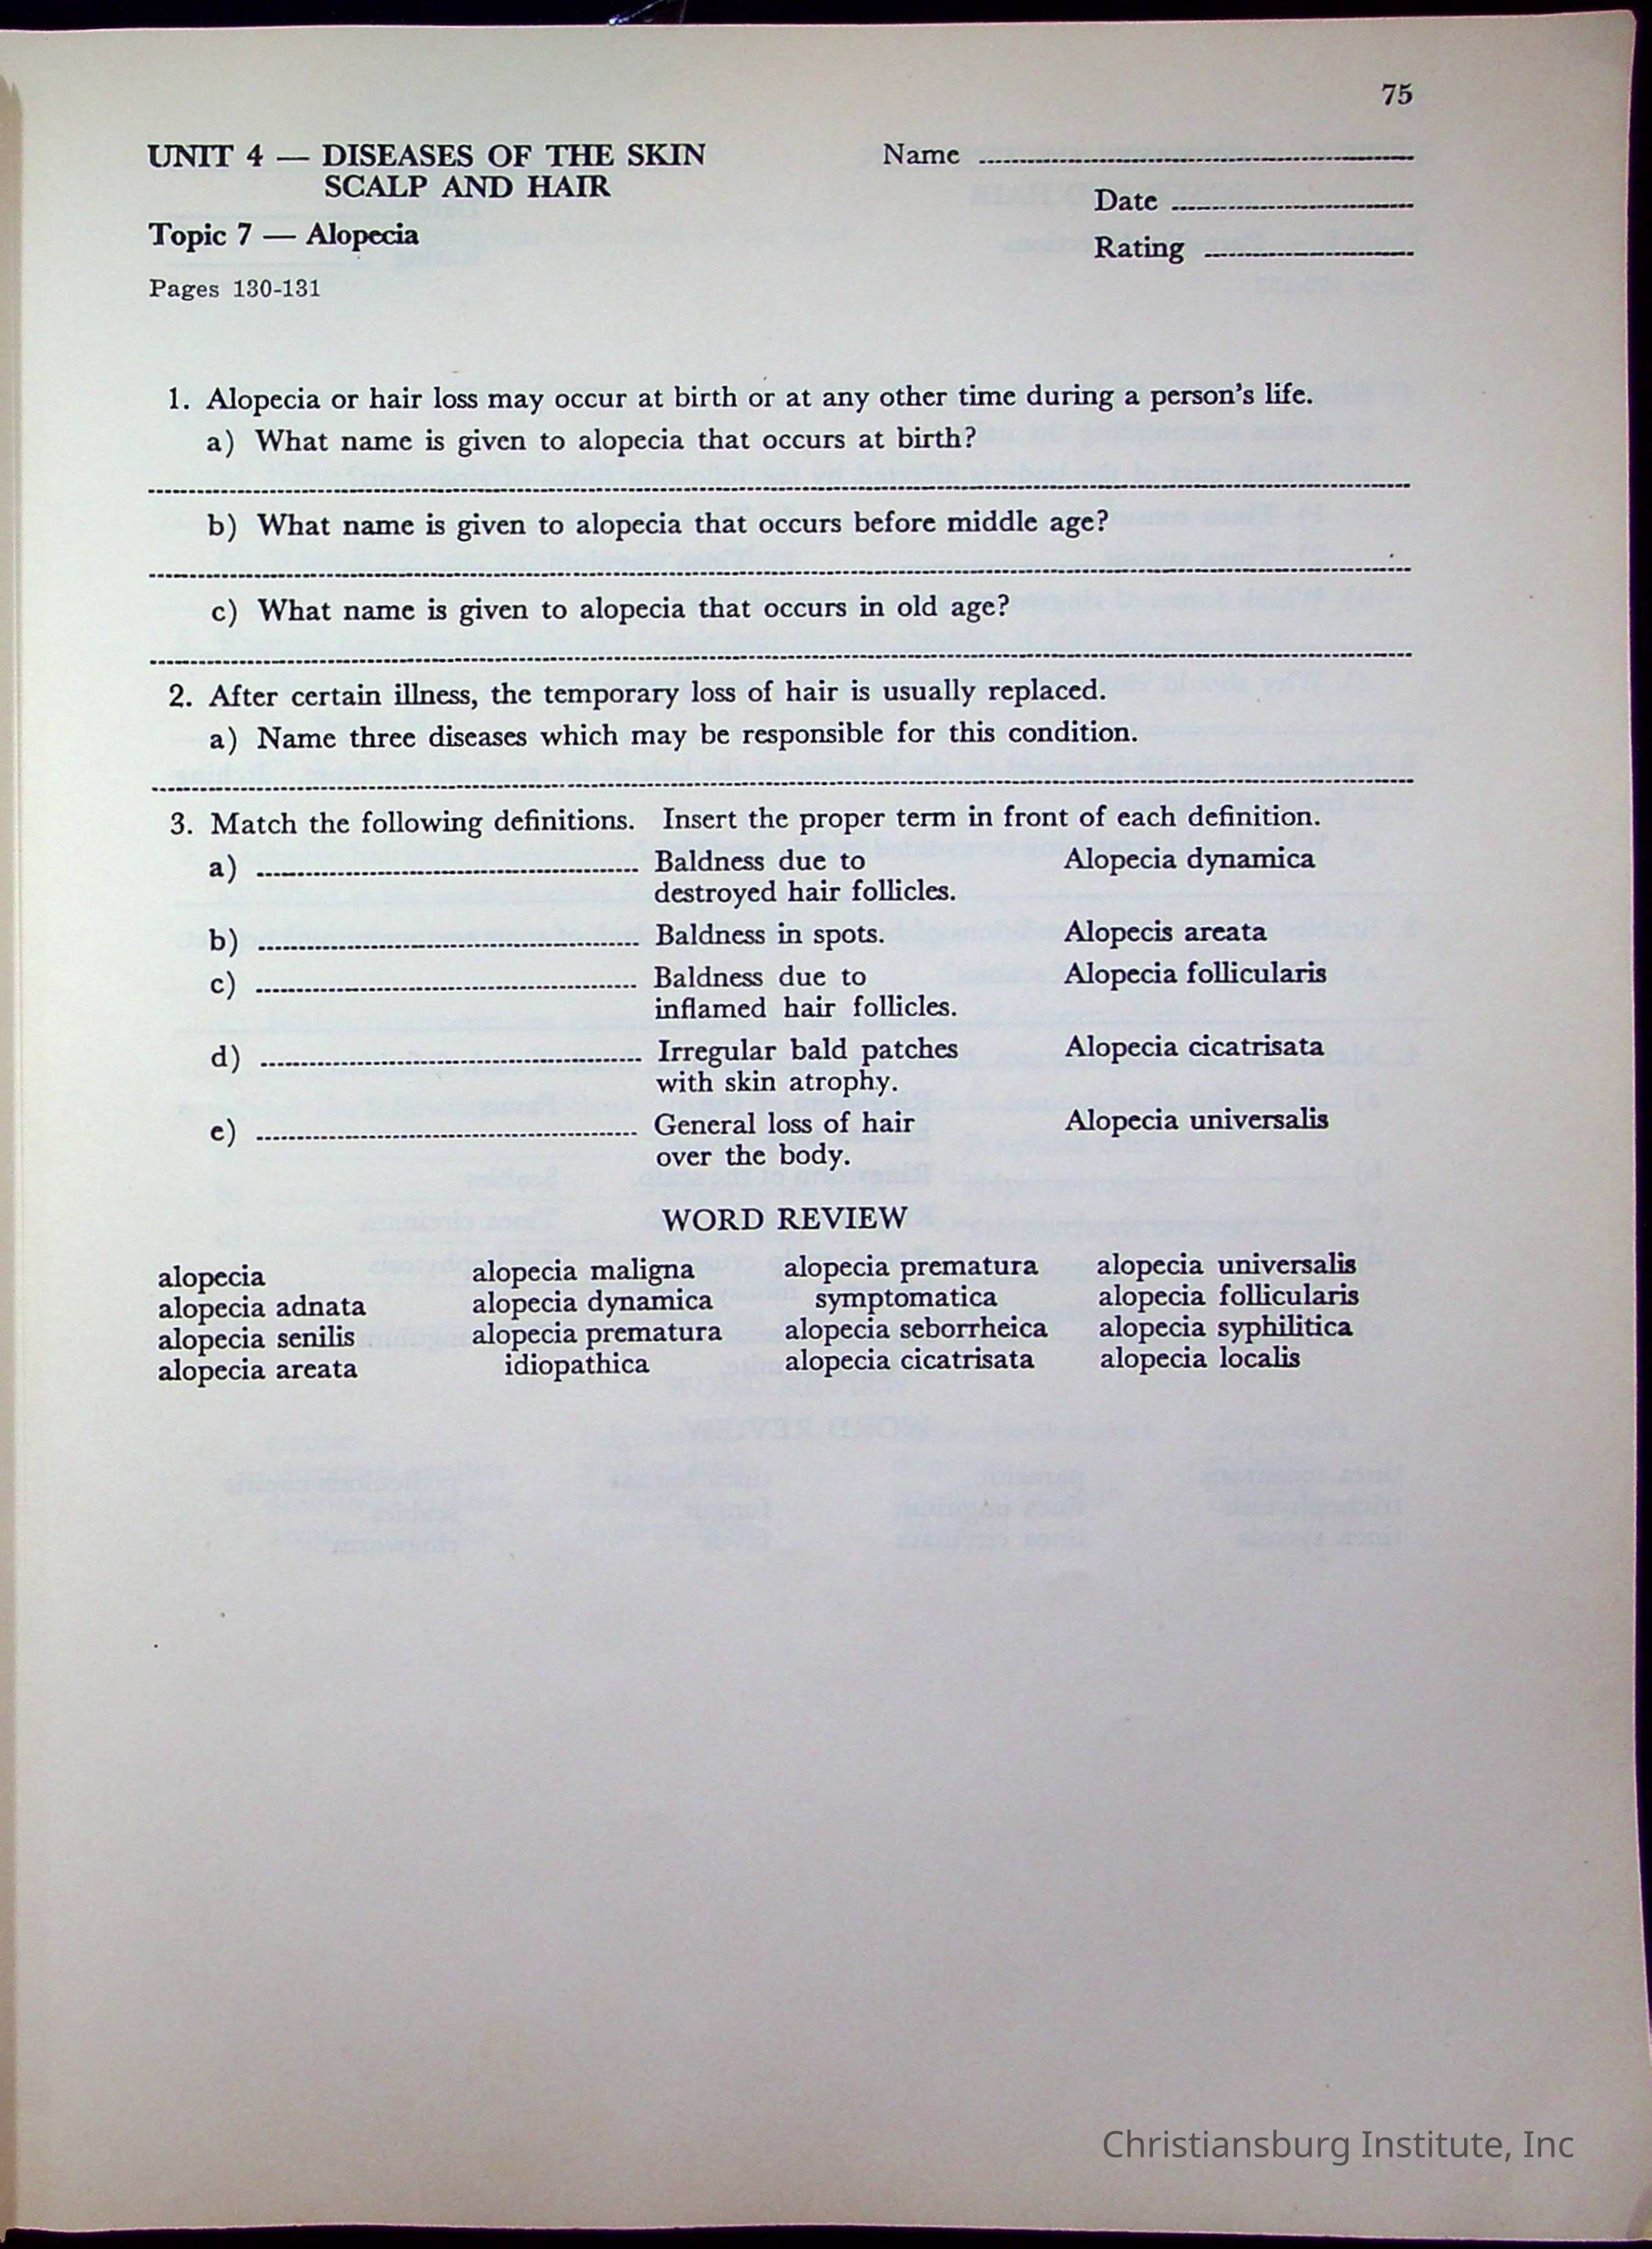 75
UNIT 4 — DISEASES OF THE SKIN
SCALP AND HAIR
Name
Date
Topic 7 — Alopecia
Rating
Pages 130-131
1. Alopecia or hair loss may occur at birth or at any other time during a person's life.
a) What name is given to alopecia that occurs at birth?
b) What name is given to alopecia that occurs before middle age?
c) What name is given to alopecia that occurs in old age?
2. After certain illness, the temporary loss of hair is usually replaced.
a) Name three diseases which may be responsible for this condition.
3. Match the following definitions. Insert the proper term in front of each definition.
a) Baldness due to Alopecia dynamica
destroyed hair follicles.
b) Baldness in spots. Alopecis areata
c) Baldness due to Alopecia follicularis
inflamed hair follicles.
d) Irregular bald patches Alopecia cicatrisata
with skin atrophy.
e) General loss of hair Alopecia universalis
over the body.
WORD REVIEW
alopecia alopecia maligna alopecia prematura alopecia universalis
alopecia adnata alopecia dynamica symptomatica alopecia follicularis
alopecia senilis alopecia prematura alopecia seborrheica alopecia syphilitica
alopecia areata idiopathica alopecia cicatrisata alopecia localis
Christiansburg Institute, Inc